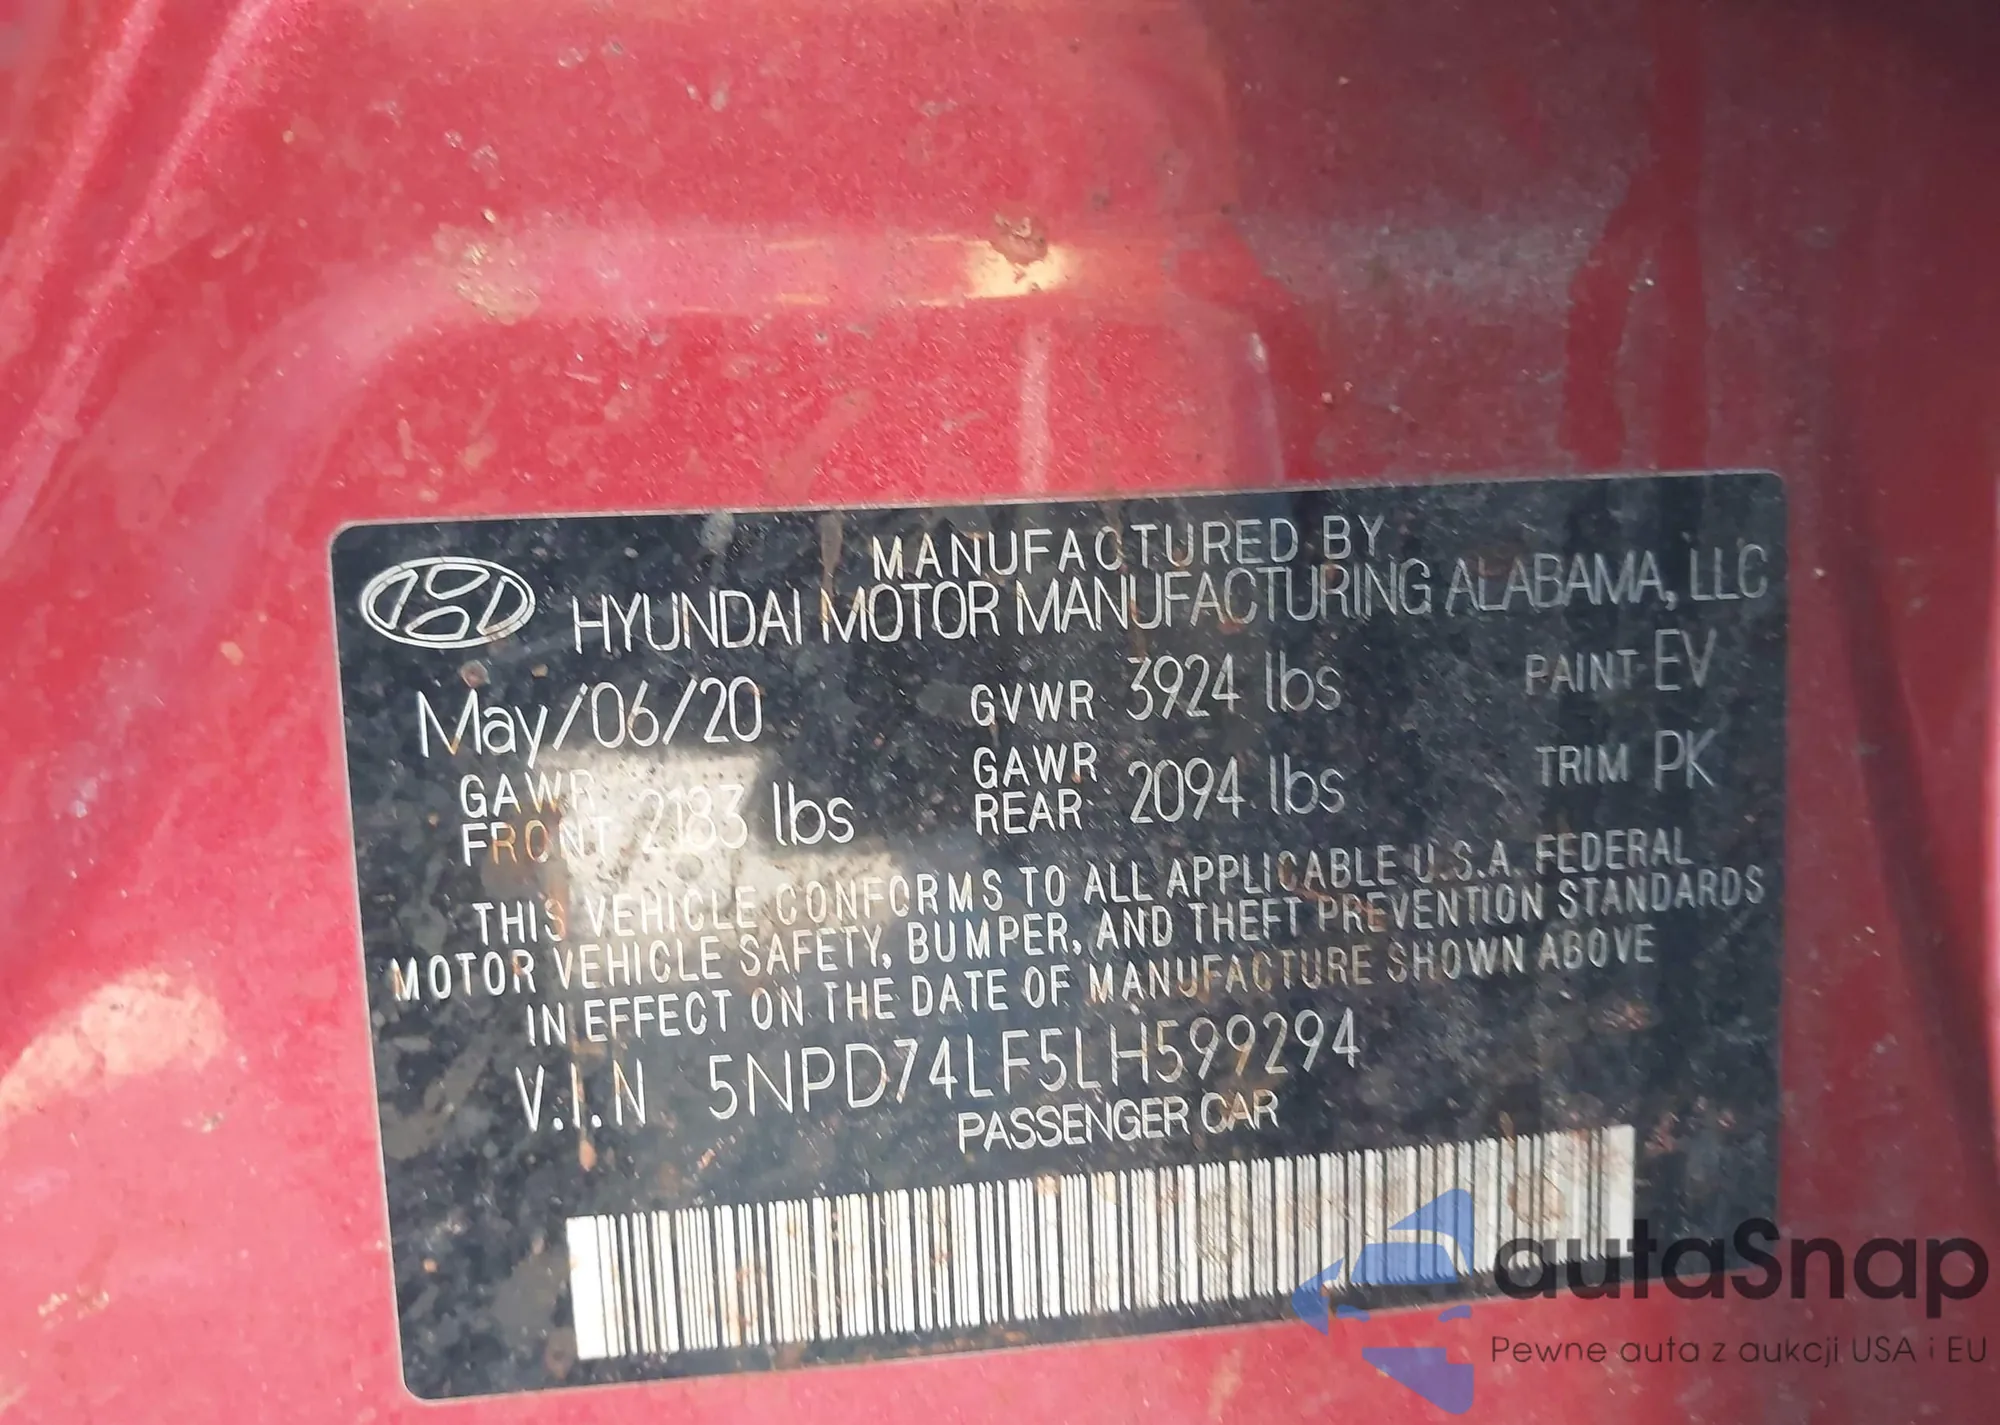 MANUFACTURED BY
HYUNDAI MOTOR MANUFACTURING ALABAMA, LLC
May/06/20 GVWR 3924 lbs PAINT EV
GAWR FRONT 2183 lbs GAWR REAR 2094 lbs TRIM PK
THIS VEHICLE CONFORMS TO ALL APPLICABLE U.S.A. FEDERAL
MOTOR VEHICLE SAFETY, BUMPER, AND THEFT PREVENTION STANDARDS
IN EFFECT ON THE DATE OF MANUFACTURE SHOWN ABOVE
V.I.N 5NPD74LF5LH599294
PASSENGER CAR
autaSnap
Pewne auta z aukcji USA i EU